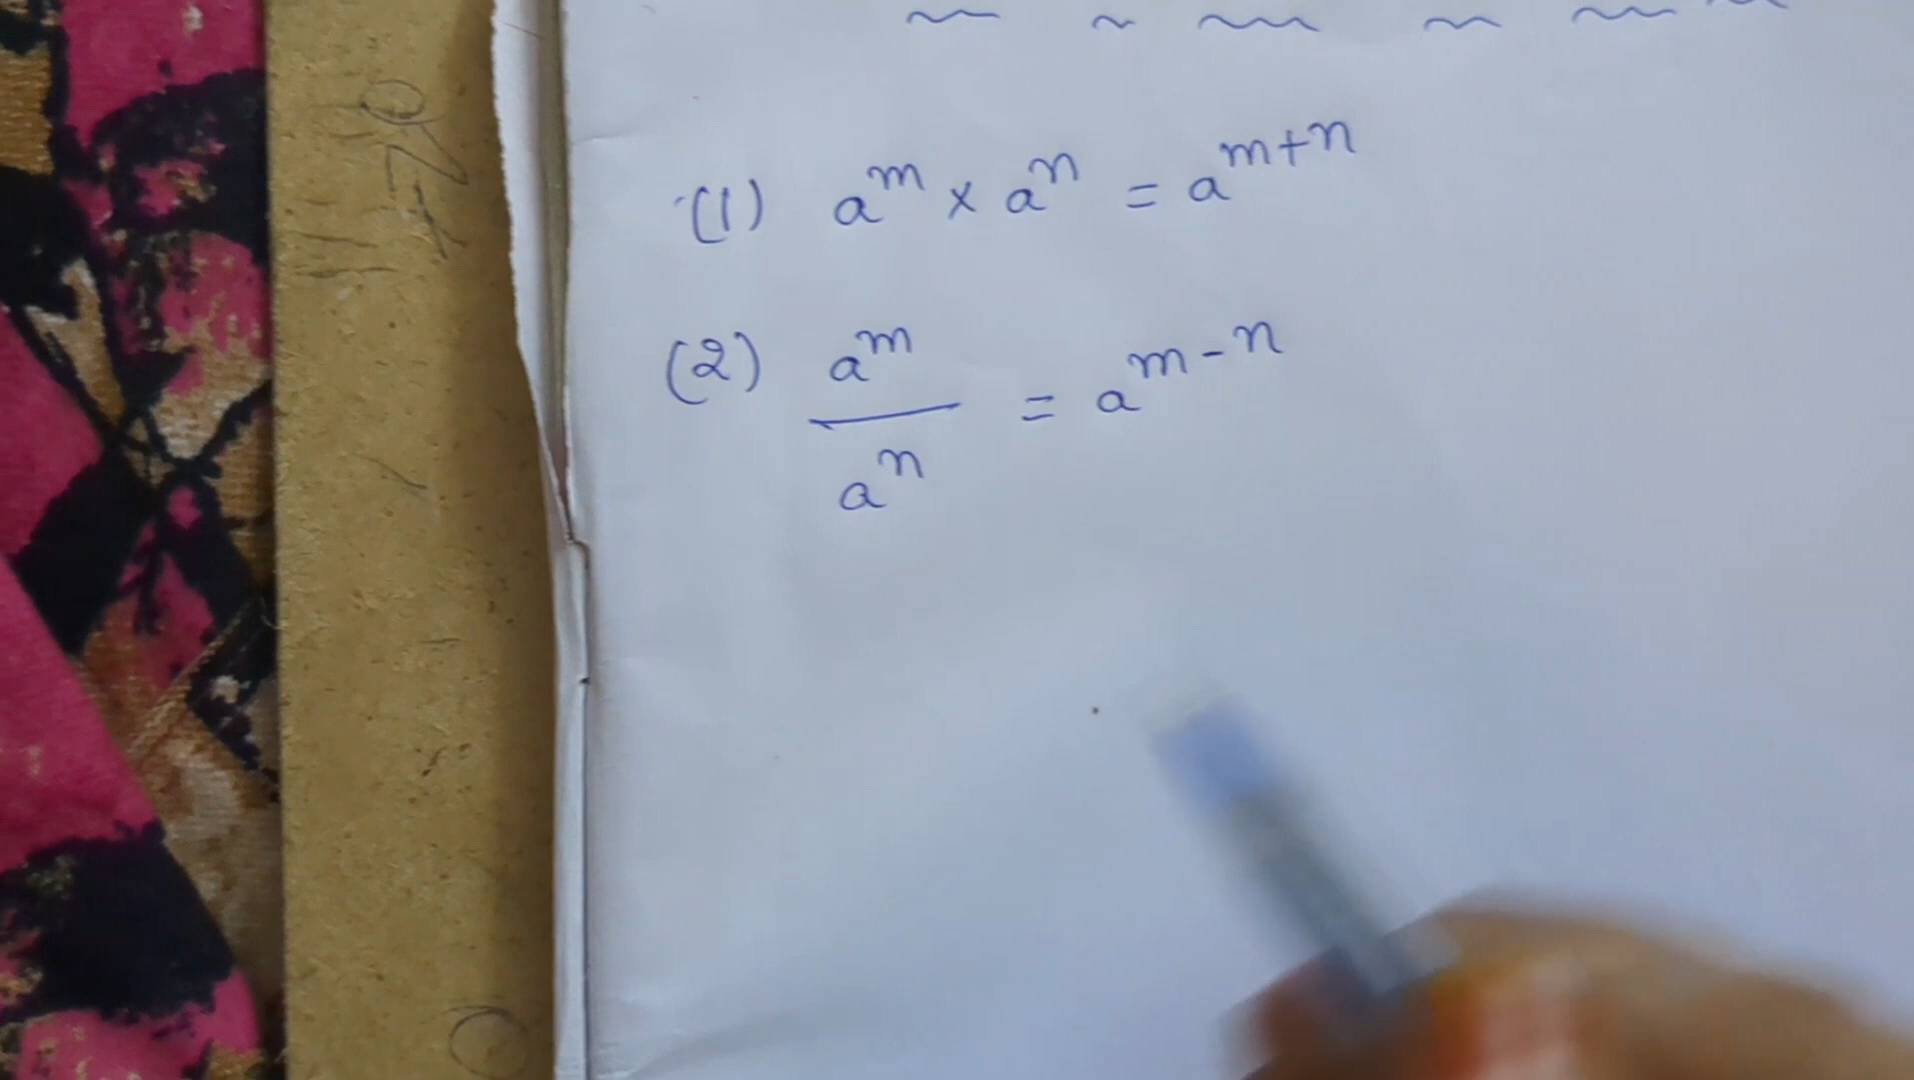 (1) a^m × a^n = a^{m+n}
(2) a^m / a^n = a^{m-n}